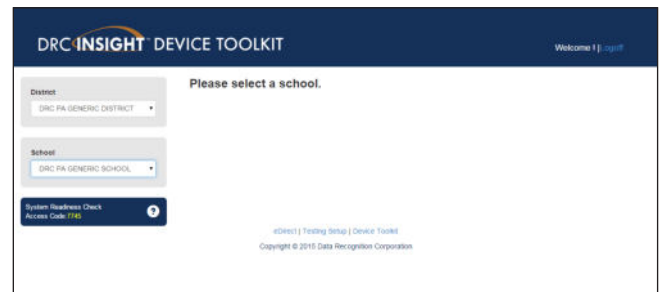 DRC INSIGHT™ DEVICE TOOLKIT
Welcome ! | Logoff
District
DRC PA GENERIC DISTRICT
Please select a school.
School
DRC PA GENERIC SCHOOL
System Readiness Check
Access Code: 7745
?
eDirect | Testing Setup | Device Toolkit
Copyright © 2015 Data Recognition Corporation